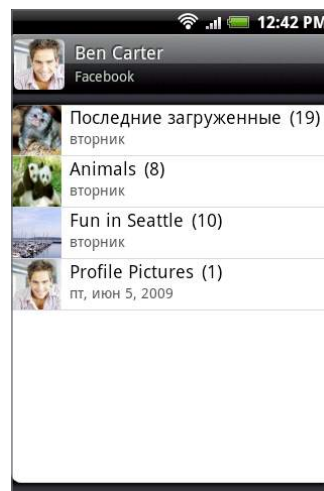 12:42 PM
Ben Carter
Facebook
Последние загруженные (19)
вторник
Animals (8)
вторник
Fun in Seattle (10)
вторник
Profile Pictures (1)
пт, июн 5, 2009